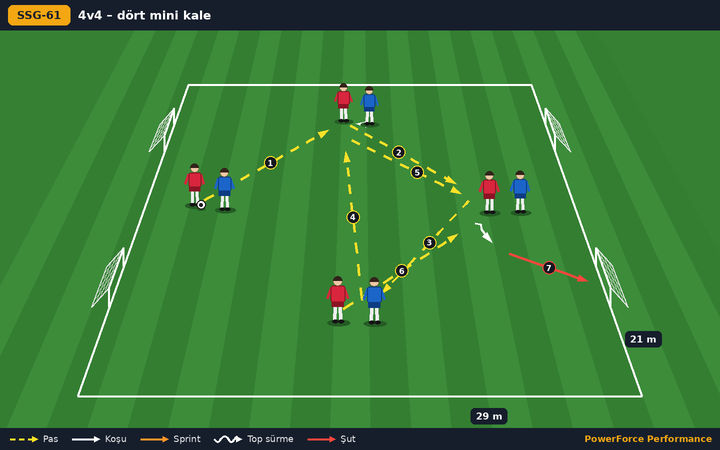 SSG-61 4v4 – dört mini kale
1
2
5
4
3
6
7
21 m
29 m
Pas Koşu Sprint Top sürme Şut PowerForce Performance